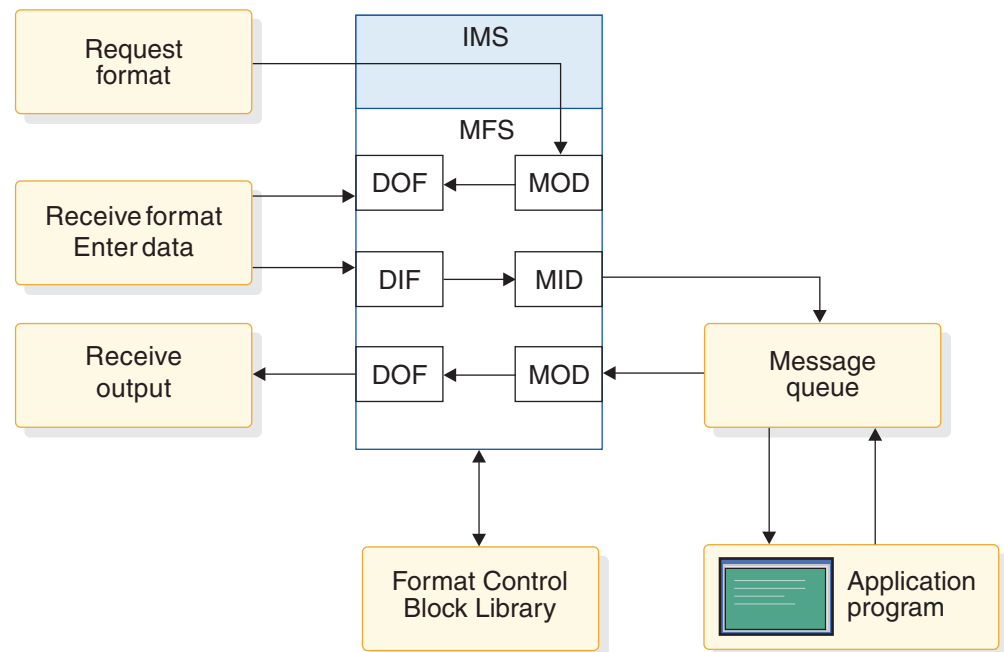 Request
format
IMS
MFS
DOF
MOD
Receive format
Enter data
DIF
MID
Receive
output
DOF
MOD
Message
queue
Format Control
Block Library
Application
program